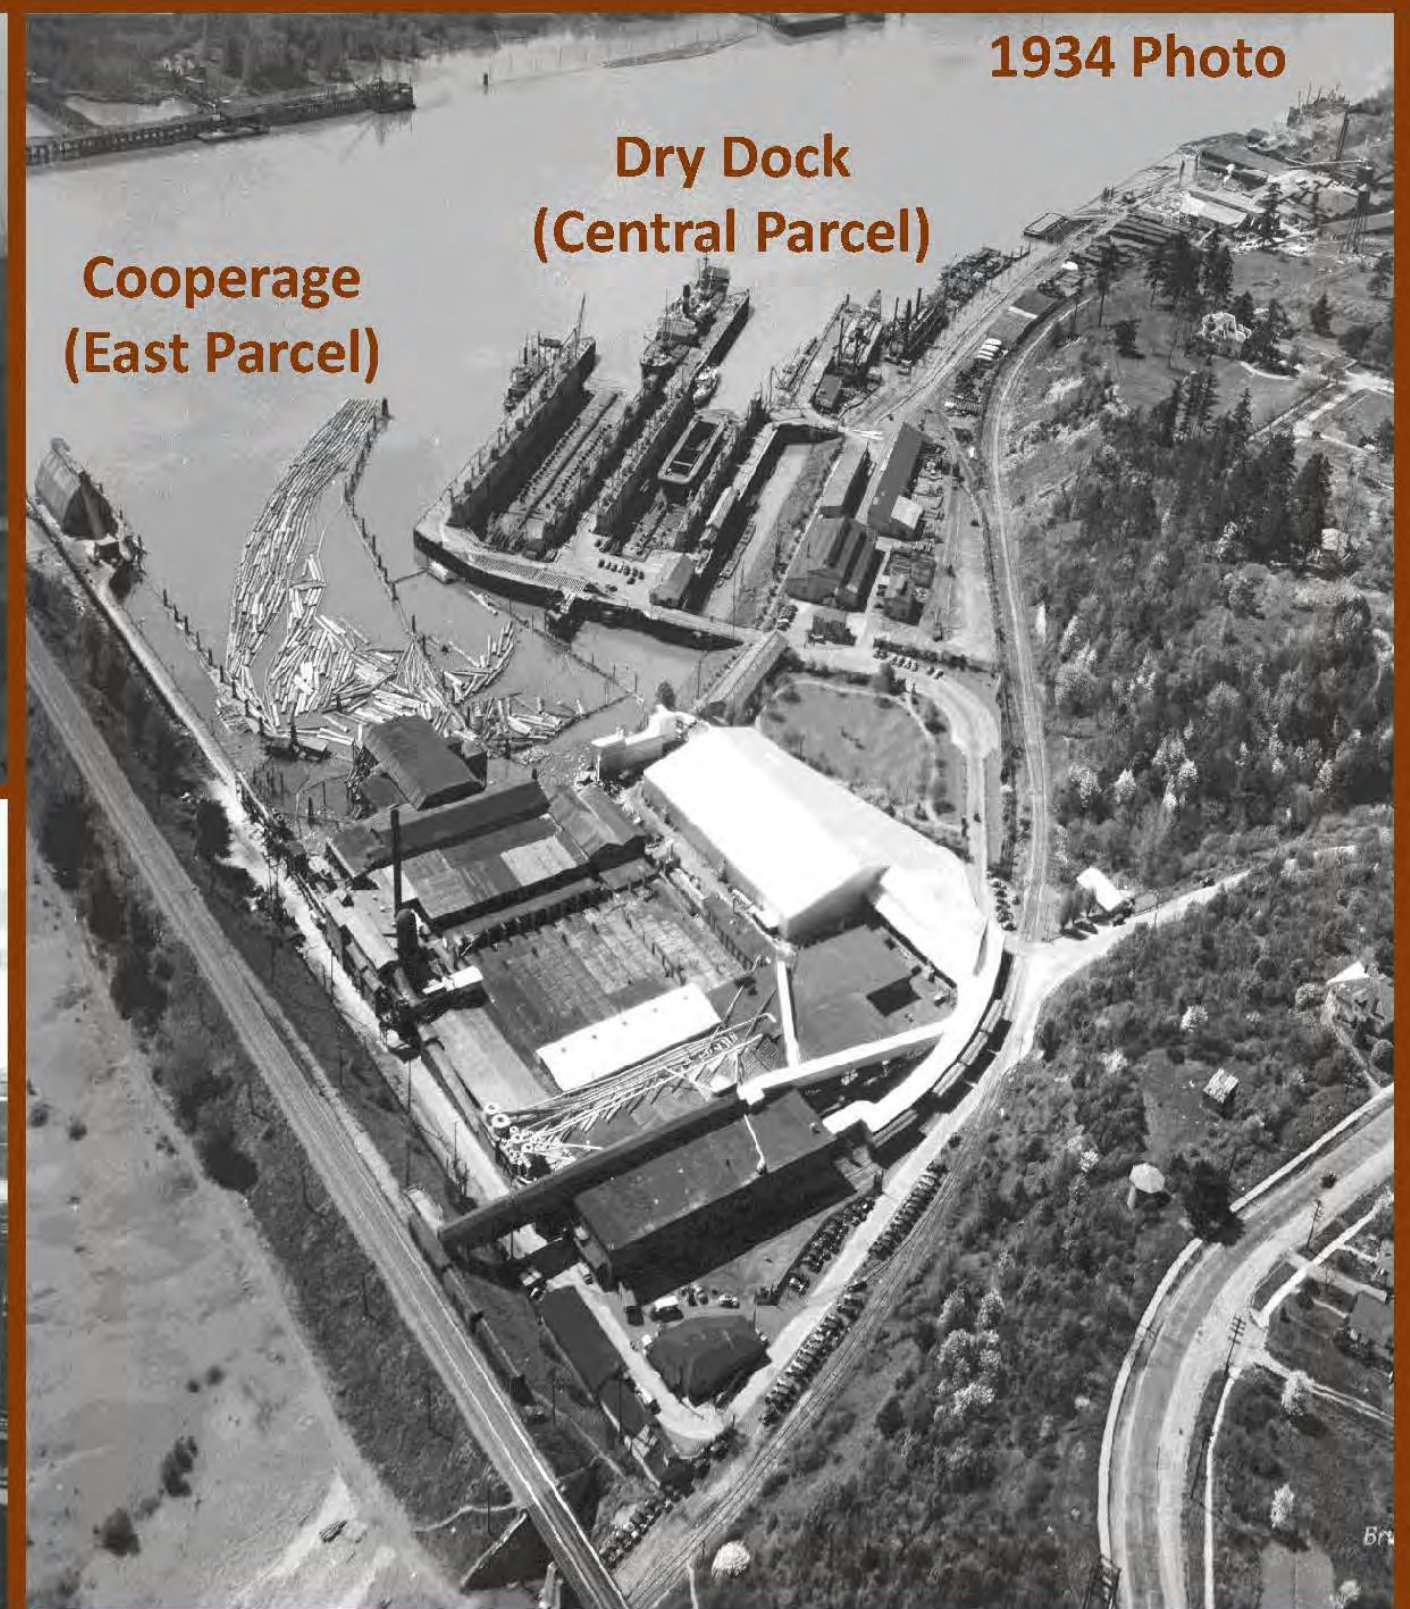 1934 Photo
Dry Dock
(Central Parcel)
Cooperage
(East Parcel)